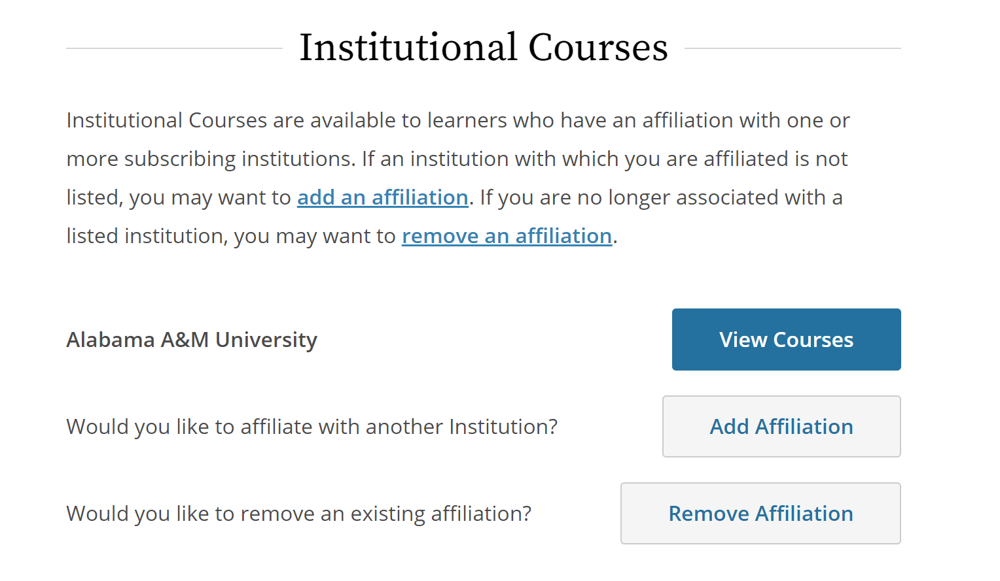 Institutional Courses
Institutional Courses are available to learners who have an affiliation with one or
more subscribing institutions. If an institution with which you are affiliated is not
listed, you may want to add an affiliation. If you are no longer associated with a
listed institution, you may want to remove an affiliation.
Alabama A&M University
View Courses
Would you like to affiliate with another Institution?
Add Affiliation
Would you like to remove an existing affiliation?
Remove Affiliation